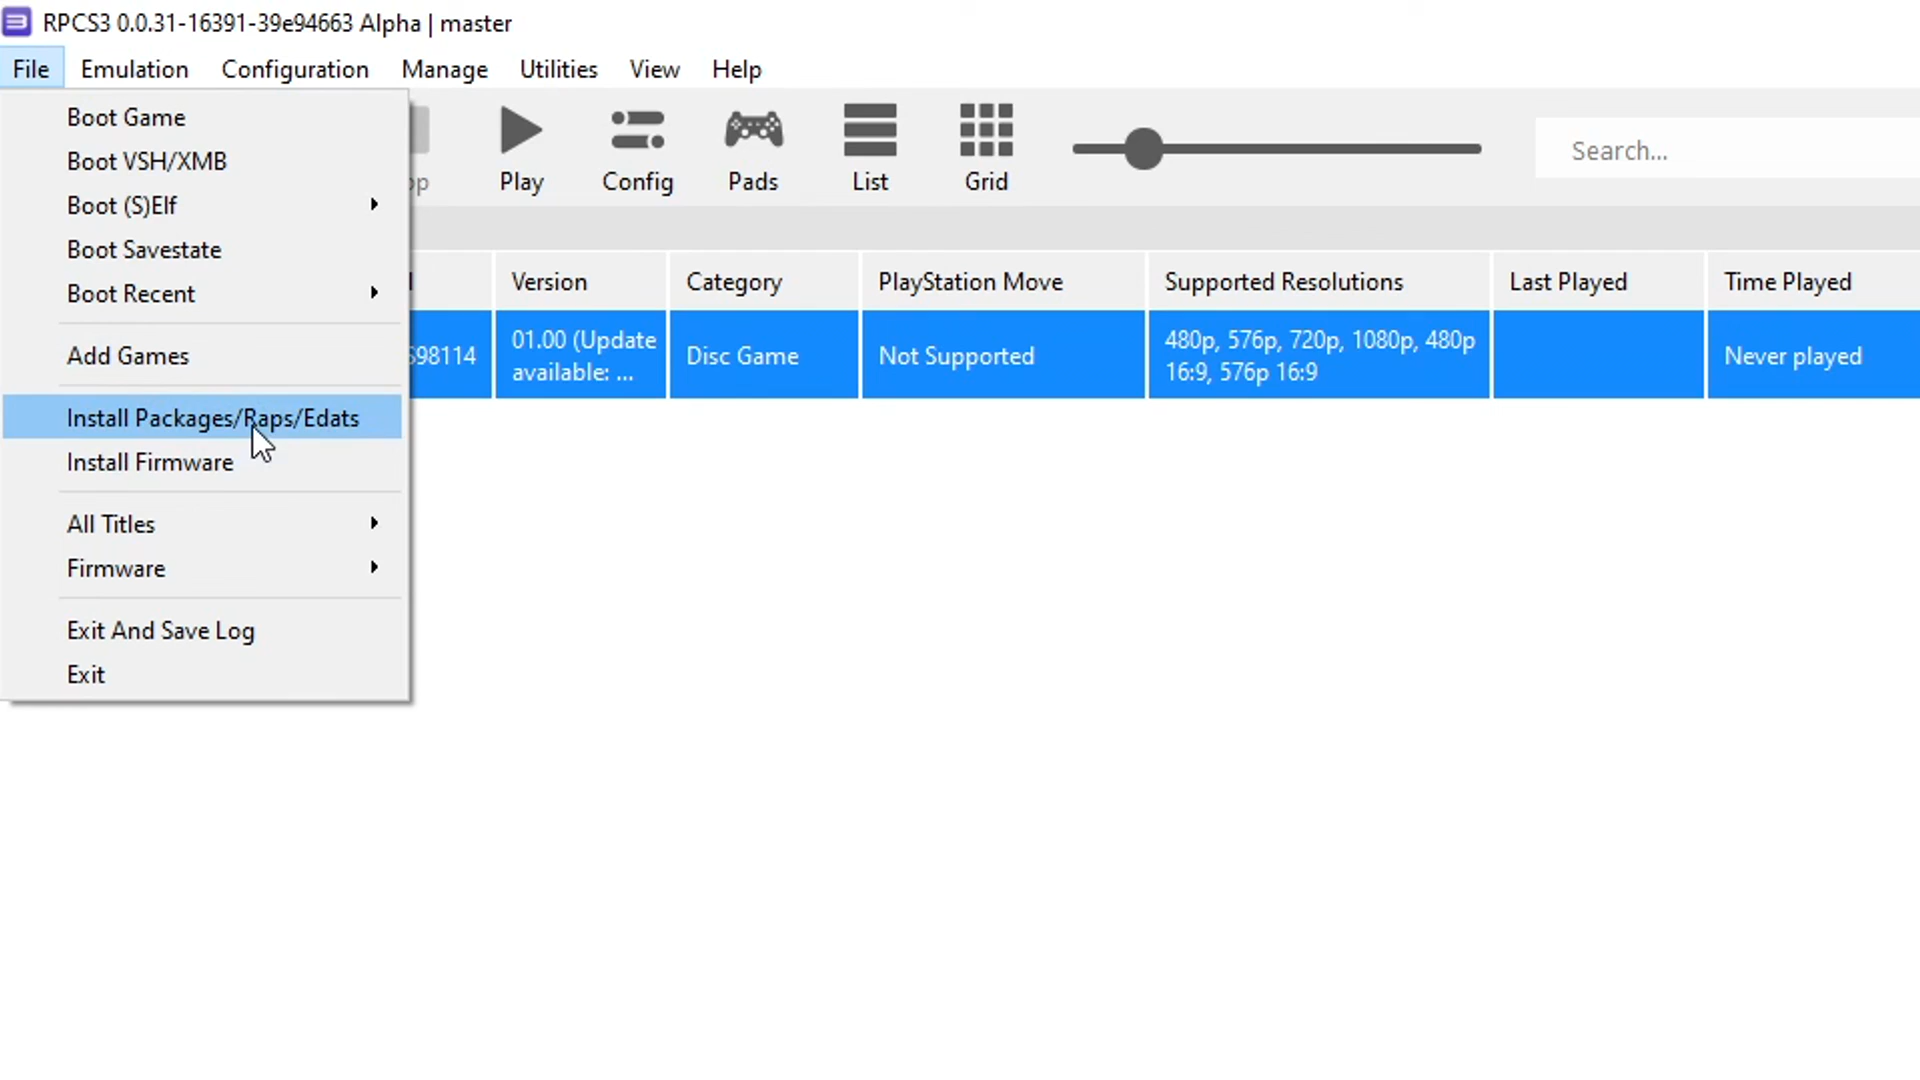 RPCS3 0.0.31-16391-39e94663 Alpha | master
File Emulation Configuration Manage Utilities View Help
Boot Game
Boot VSH/XMB
Boot (S)Elf
Boot Savestate
Boot Recent
Add Games
Install Packages/Raps/Edats
Install Firmware
All Titles
Firmware
Exit And Save Log
Exit
Play Config Pads List Grid
Search...
Version Category PlayStation Move Supported Resolutions Last Played Time Played
98114
01.00 (Update
available: ...
Disc Game
Not Supported
480p, 576p, 720p, 1080p, 480p
16:9, 576p 16:9
Never played